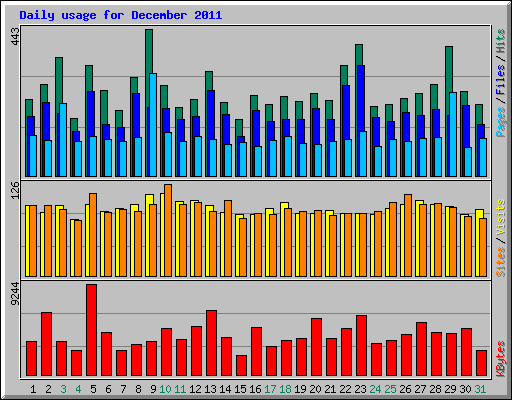 Daily usage for December 2011
443
Pages / Files / Hits
126
Sites / Visits
9244
KBytes
1 2 3 4 5 6 7 8 9 10 11 12 13 14 15 16 17 18 19 20 21 22 23 24 25 26 27 28 29 30 31